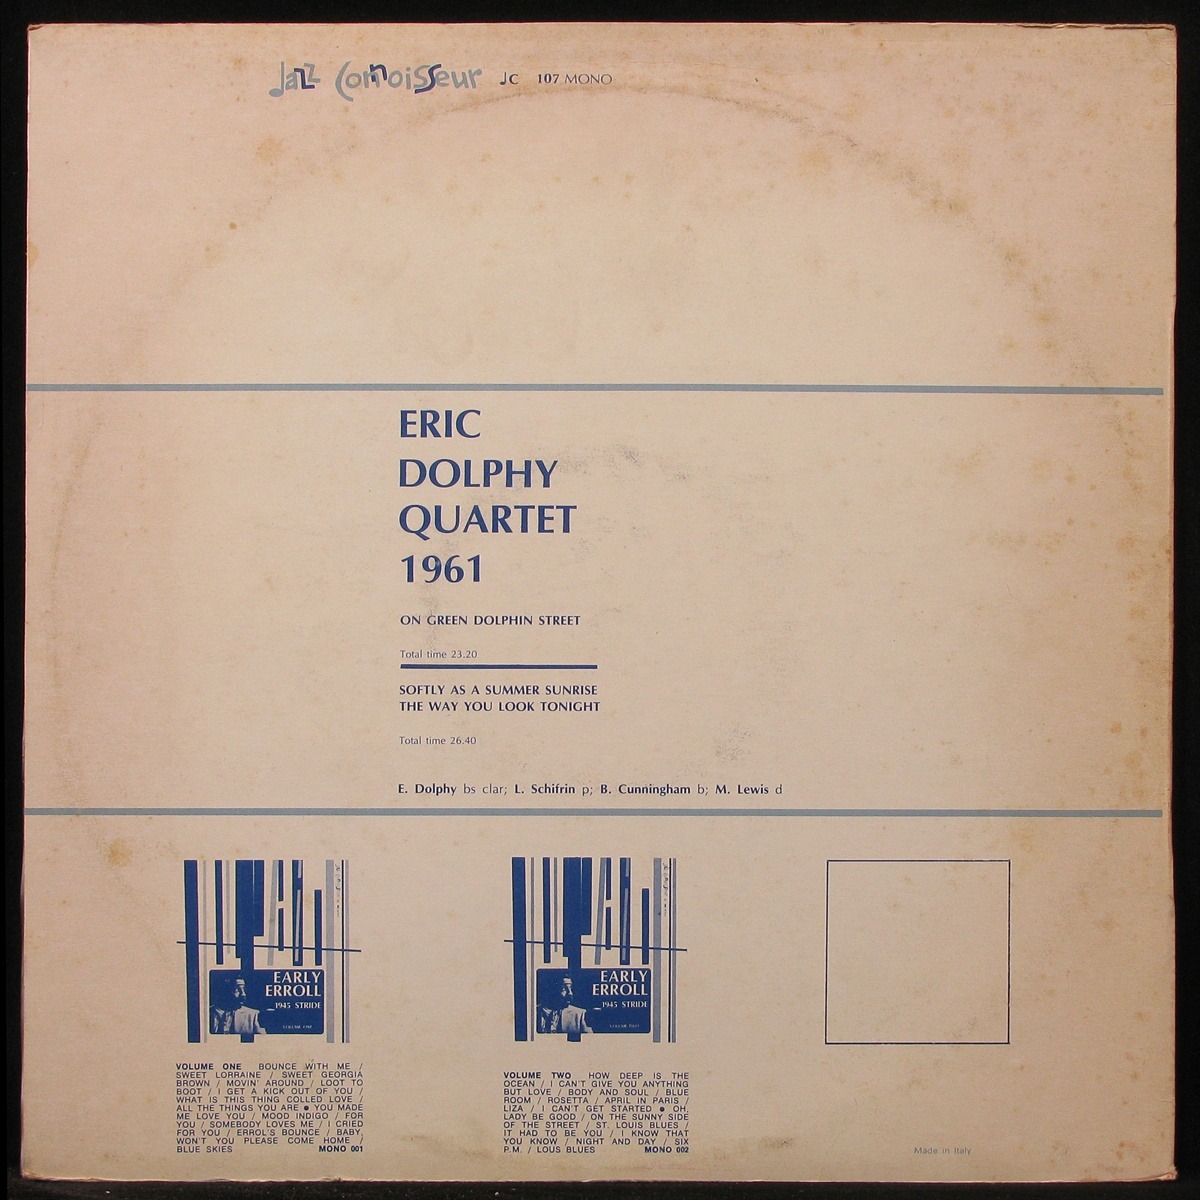 Jazz Connoisseur JC 107 MONO
ERIC
DOLPHY
QUARTET
1961
ON GREEN DOLPHIN STREET
Total time 23.20
SOFTLY AS A SUMMER SUNRISE
THE WAY YOU LOOK TONIGHT
Total time 26.40
E. Dolphy bs clar; L. Schifrin p; B. Cunningham b; M. Lewis d
EARLY
ERROLL
1945 STRIDE
VOLUME ONE
EARLY
ERROLL
1945 STRIDE
VOLUME TWO
VOLUME ONE BOUNCE WITH ME /
SWEET LORRAINE / SWEET GEORGIA
BROWN / MOVIN' AROUND / LOOT TO
BOOT / I GET A KICK OUT OF YOU /
WHAT IS THIS THING COLLED LOVE /
ALL THE THINGS YOU ARE ● YOU MADE
ME LOVE YOU / MOOD INDIGO / FOR
YOU / SOMEBODY LOVES ME / I CRIED
FOR YOU / ERROL'S BOUNCE / BABY,
WON'T YOU PLEASE COME HOME /
BLUE SKIES MONO 001
VOLUME TWO HOW DEEP IS THE
OCEAN / I CAN'T GIVE YOU ANYTHING
BUT LOVE / BODY AND SOUL / BLUE
ROOM / ROSETTA / APRIL IN PARIS /
LIZA / I CAN'T GET STARTED ● OH,
LADY BE GOOD / ON THE SUNNY SIDE
OF THE STREET / ST. LOUIS BLUES /
IT HAD TO BE YOU / I KNOW THAT
YOU KNOW / NIGHT AND DAY / SIX
P.M. / LOUS BLUES MONO 002
Made in Italy